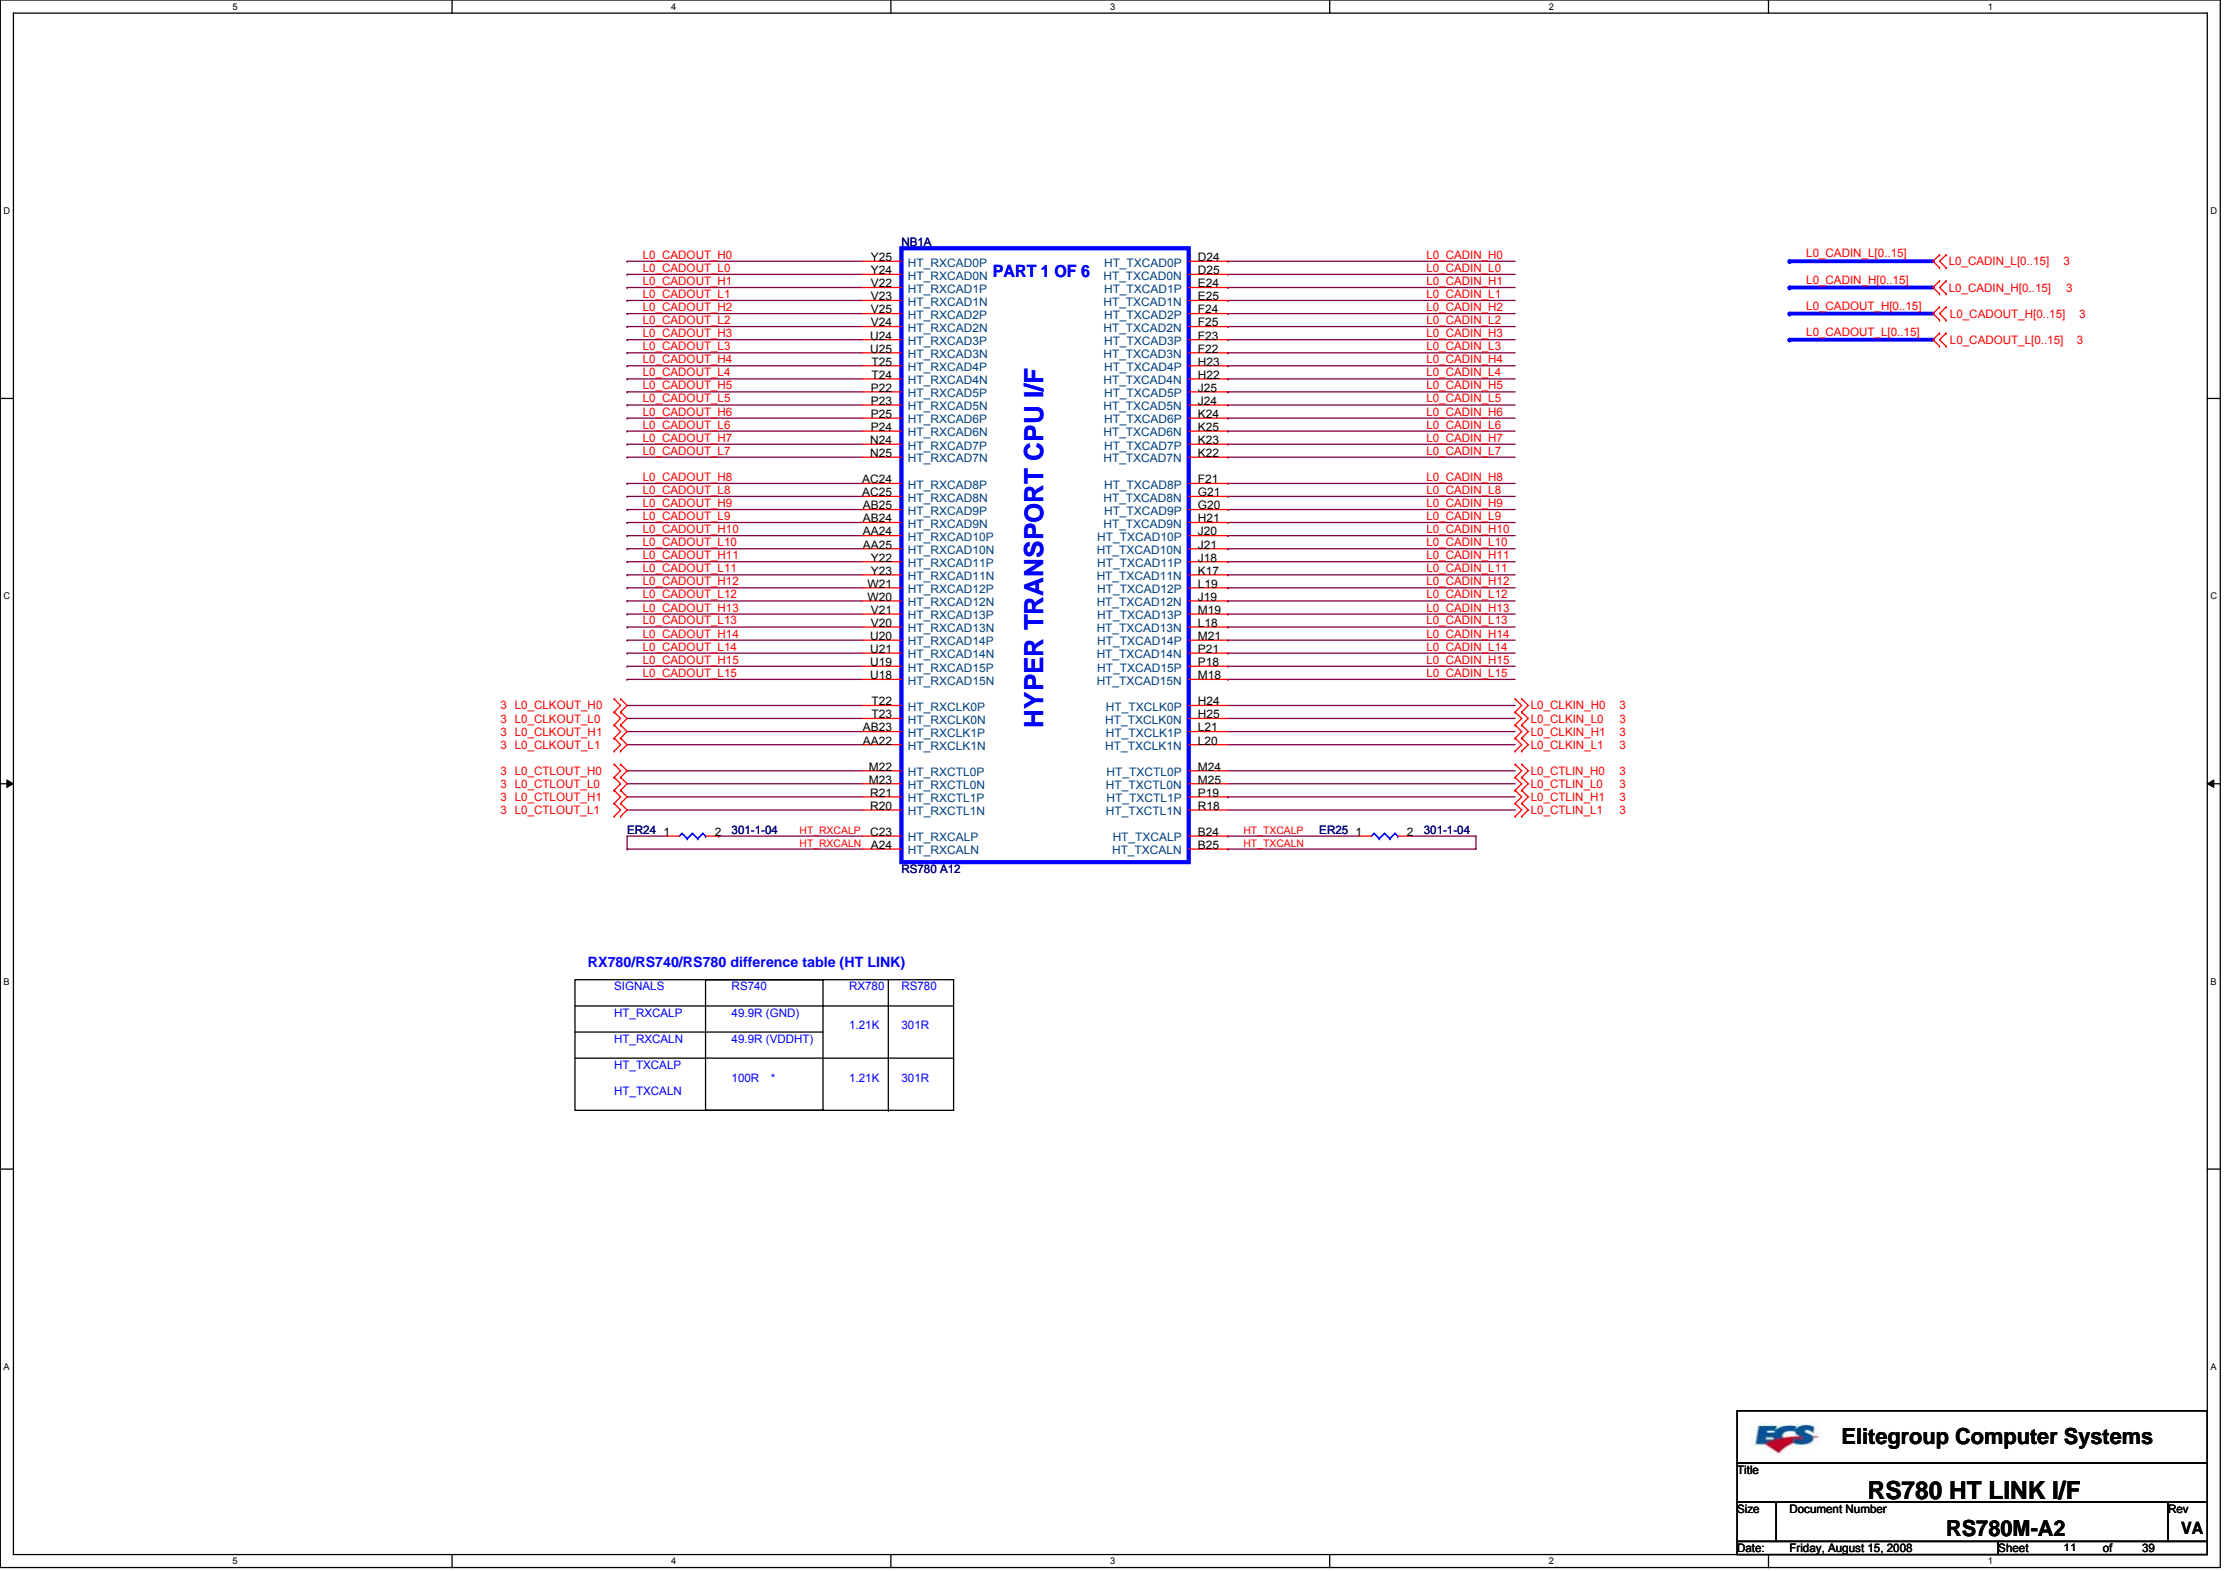 5 4 3 2 1
D D
C C
B B
A A
NB1A
PART 1 OF 6
HYPER TRANSPORT CPU I/F
L0_CADOUT_H0 Y25 HT_RXCAD0P HT_TXCAD0P D24 L0_CADIN_H0
L0_CADOUT_L0 Y24 HT_RXCAD0N HT_TXCAD0N D25 L0_CADIN_L0
L0_CADOUT_H1 V22 HT_RXCAD1P HT_TXCAD1P E24 L0_CADIN_H1
L0_CADOUT_L1 V23 HT_RXCAD1N HT_TXCAD1N E25 L0_CADIN_L1
L0_CADOUT_H2 V25 HT_RXCAD2P HT_TXCAD2P F24 L0_CADIN_H2
L0_CADOUT_L2 V24 HT_RXCAD2N HT_TXCAD2N F25 L0_CADIN_L2
L0_CADOUT_H3 U24 HT_RXCAD3P HT_TXCAD3P F23 L0_CADIN_H3
L0_CADOUT_L3 U25 HT_RXCAD3N HT_TXCAD3N F22 L0_CADIN_L3
L0_CADOUT_H4 T25 HT_RXCAD4P HT_TXCAD4P H23 L0_CADIN_H4
L0_CADOUT_L4 T24 HT_RXCAD4N HT_TXCAD4N H22 L0_CADIN_L4
L0_CADOUT_H5 P22 HT_RXCAD5P HT_TXCAD5P J25 L0_CADIN_H5
L0_CADOUT_L5 P23 HT_RXCAD5N HT_TXCAD5N J24 L0_CADIN_L5
L0_CADOUT_H6 P25 HT_RXCAD6P HT_TXCAD6P K24 L0_CADIN_H6
L0_CADOUT_L6 P24 HT_RXCAD6N HT_TXCAD6N K25 L0_CADIN_L6
L0_CADOUT_H7 N24 HT_RXCAD7P HT_TXCAD7P K23 L0_CADIN_H7
L0_CADOUT_L7 N25 HT_RXCAD7N HT_TXCAD7N K22 L0_CADIN_L7
L0_CADOUT_H8 AC24 HT_RXCAD8P HT_TXCAD8P F21 L0_CADIN_H8
L0_CADOUT_L8 AC25 HT_RXCAD8N HT_TXCAD8N G21 L0_CADIN_L8
L0_CADOUT_H9 AB25 HT_RXCAD9P HT_TXCAD9P G20 L0_CADIN_H9
L0_CADOUT_L9 AB24 HT_RXCAD9N HT_TXCAD9N H21 L0_CADIN_L9
L0_CADOUT_H10 AA24 HT_RXCAD10P HT_TXCAD10P J20 L0_CADIN_H10
L0_CADOUT_L10 AA25 HT_RXCAD10N HT_TXCAD10N J21 L0_CADIN_L10
L0_CADOUT_H11 Y22 HT_RXCAD11P HT_TXCAD11P J18 L0_CADIN_H11
L0_CADOUT_L11 Y23 HT_RXCAD11N HT_TXCAD11N K17 L0_CADIN_L11
L0_CADOUT_H12 W21 HT_RXCAD12P HT_TXCAD12P L19 L0_CADIN_H12
L0_CADOUT_L12 W20 HT_RXCAD12N HT_TXCAD12N J19 L0_CADIN_L12
L0_CADOUT_H13 V21 HT_RXCAD13P HT_TXCAD13P M19 L0_CADIN_H13
L0_CADOUT_L13 V20 HT_RXCAD13N HT_TXCAD13N L18 L0_CADIN_L13
L0_CADOUT_H14 U20 HT_RXCAD14P HT_TXCAD14P M21 L0_CADIN_H14
L0_CADOUT_L14 U21 HT_RXCAD14N HT_TXCAD14N P21 L0_CADIN_L14
L0_CADOUT_H15 U19 HT_RXCAD15P HT_TXCAD15P P18 L0_CADIN_H15
L0_CADOUT_L15 U18 HT_RXCAD15N HT_TXCAD15N M18 L0_CADIN_L15
3 L0_CLKOUT_H0 T22 HT_RXCLK0P HT_TXCLK0P H24 L0_CLKIN_H0 3
3 L0_CLKOUT_L0 T23 HT_RXCLK0N HT_TXCLK0N H25 L0_CLKIN_L0 3
3 L0_CLKOUT_H1 AB23 HT_RXCLK1P HT_TXCLK1P L21 L0_CLKIN_H1 3
3 L0_CLKOUT_L1 AA22 HT_RXCLK1N HT_TXCLK1N L20 L0_CLKIN_L1 3
3 L0_CTLOUT_H0 M22 HT_RXCTL0P HT_TXCTL0P M24 L0_CTLIN_H0 3
3 L0_CTLOUT_L0 M23 HT_RXCTL0N HT_TXCTL0N M25 L0_CTLIN_L0 3
3 L0_CTLOUT_H1 R21 HT_RXCTL1P HT_TXCTL1P P19 L0_CTLIN_H1 3
3 L0_CTLOUT_L1 R20 HT_RXCTL1N HT_TXCTL1N R18 L0_CTLIN_L1 3
ER24 1 2 301-1-04 HT_RXCALP C23 HT_RXCALP HT_TXCALP B24 HT_TXCALP ER25 1 2 301-1-04
HT_RXCALN A24 HT_RXCALN HT_TXCALN B25 HT_TXCALN
RS780 A12
L0_CADIN_L[0..15] L0_CADIN_L[0..15] 3
L0_CADIN_H[0..15] L0_CADIN_H[0..15] 3
L0_CADOUT_H[0..15] L0_CADOUT_H[0..15] 3
L0_CADOUT_L[0..15] L0_CADOUT_L[0..15] 3
RX780/RS740/RS780 difference table (HT LINK)
SIGNALS RS740 RX780 RS780
HT_RXCALP 49.9R (GND) 1.21K 301R
HT_RXCALN 49.9R (VDDHT)
HT_TXCALP 100R * 1.21K 301R
HT_TXCALN
ECS Elitegroup Computer Systems
Title
RS780 HT LINK I/F
Size Document Number Rev
RS780M-A2 VA
Date: Friday, August 15, 2008 Sheet 11 of 39
5 4 3 2 1